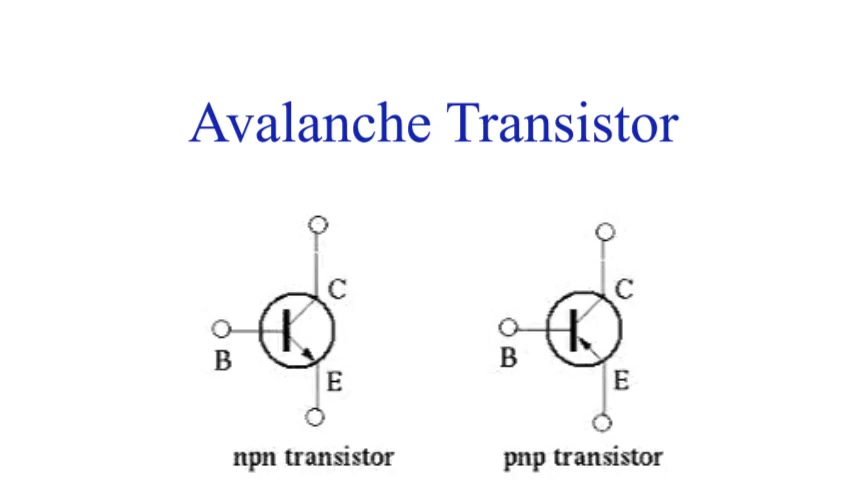 Avalanche Transistor
C
C
B
B
E
E
npn transistor
pnp transistor